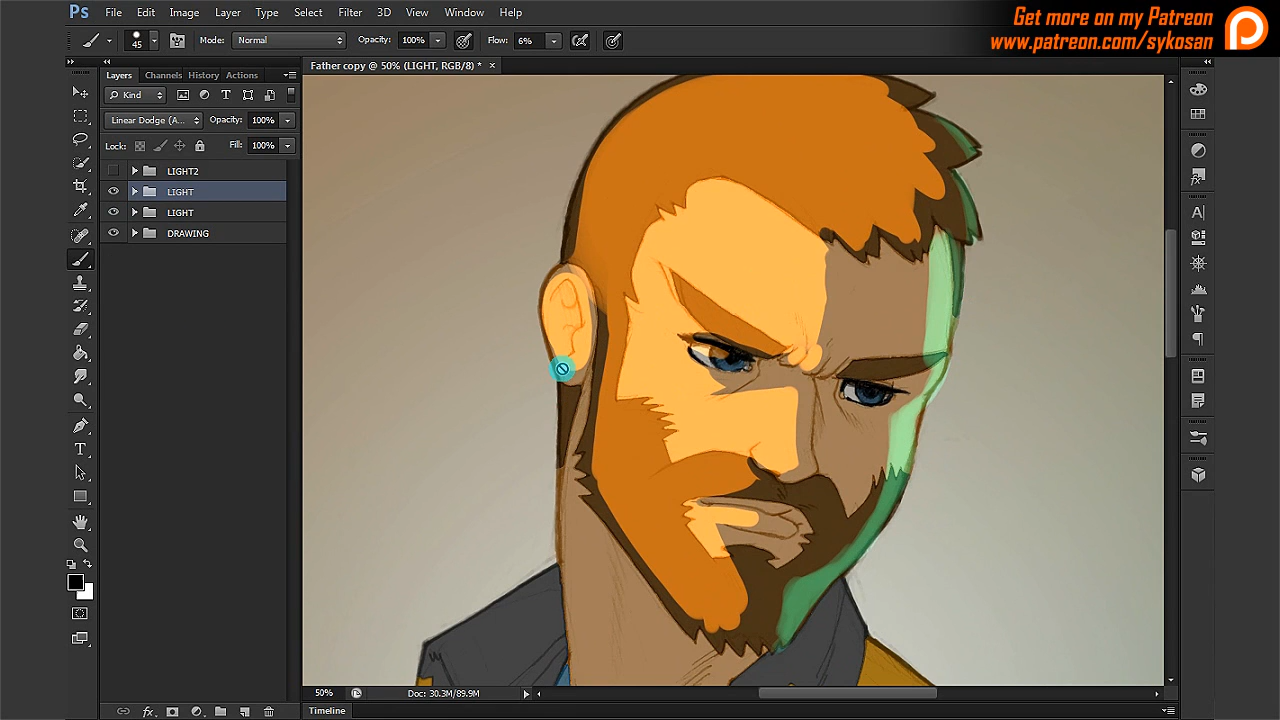 Get more on my Patreon
www.patreon.com/sykosan
Ps File Edit Image Layer Type Select Filter 3D View Window Help
45 Mode: Normal Opacity: 100% Flow: 6%
Father copy @ 50% (LIGHT, RGB/8) * ×
Layers Channels History Actions
Kind
Linear Dodge (A... Opacity: 100%
Lock: Fill: 100%
LIGHT2
LIGHT
LIGHT
DRAWING
50% Doc: 30.3M/89.9M
Timeline